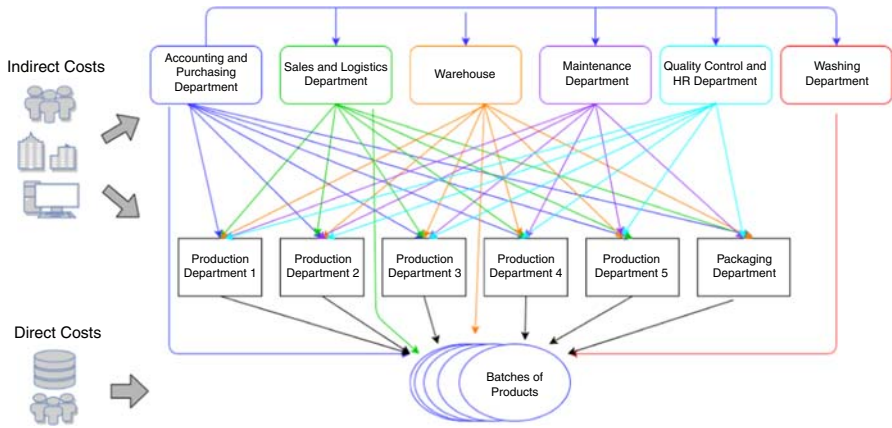 Indirect Costs
Accounting and
Purchasing
Department
Sales and Logistics
Department
Warehouse
Maintenance
Department
Quality Control and
HR Department
Washing
Department
Production
Department 1
Production
Department 2
Production
Department 3
Production
Department 4
Production
Department 5
Packaging
Department
Direct Costs
Batches of
Products